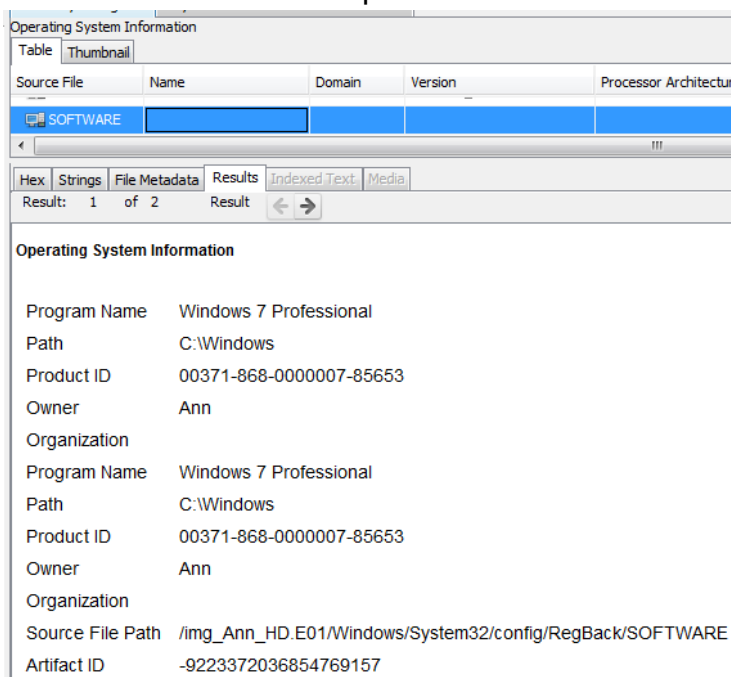 Operating System Information
Table Thumbnail
Source File Name Domain Version Processor Architectur
SOFTWARE
Hex Strings File Metadata Results Indexed Text Media
Result: 1 of 2 Result
Operating System Information
Program Name Windows 7 Professional
Path C:\Windows
Product ID 00371-868-0000007-85653
Owner Ann
Organization
Program Name Windows 7 Professional
Path C:\Windows
Product ID 00371-868-0000007-85653
Owner Ann
Organization
Source File Path /img_Ann_HD.E01/Windows/System32/config/RegBack/SOFTWARE
Artifact ID -9223372036854769157